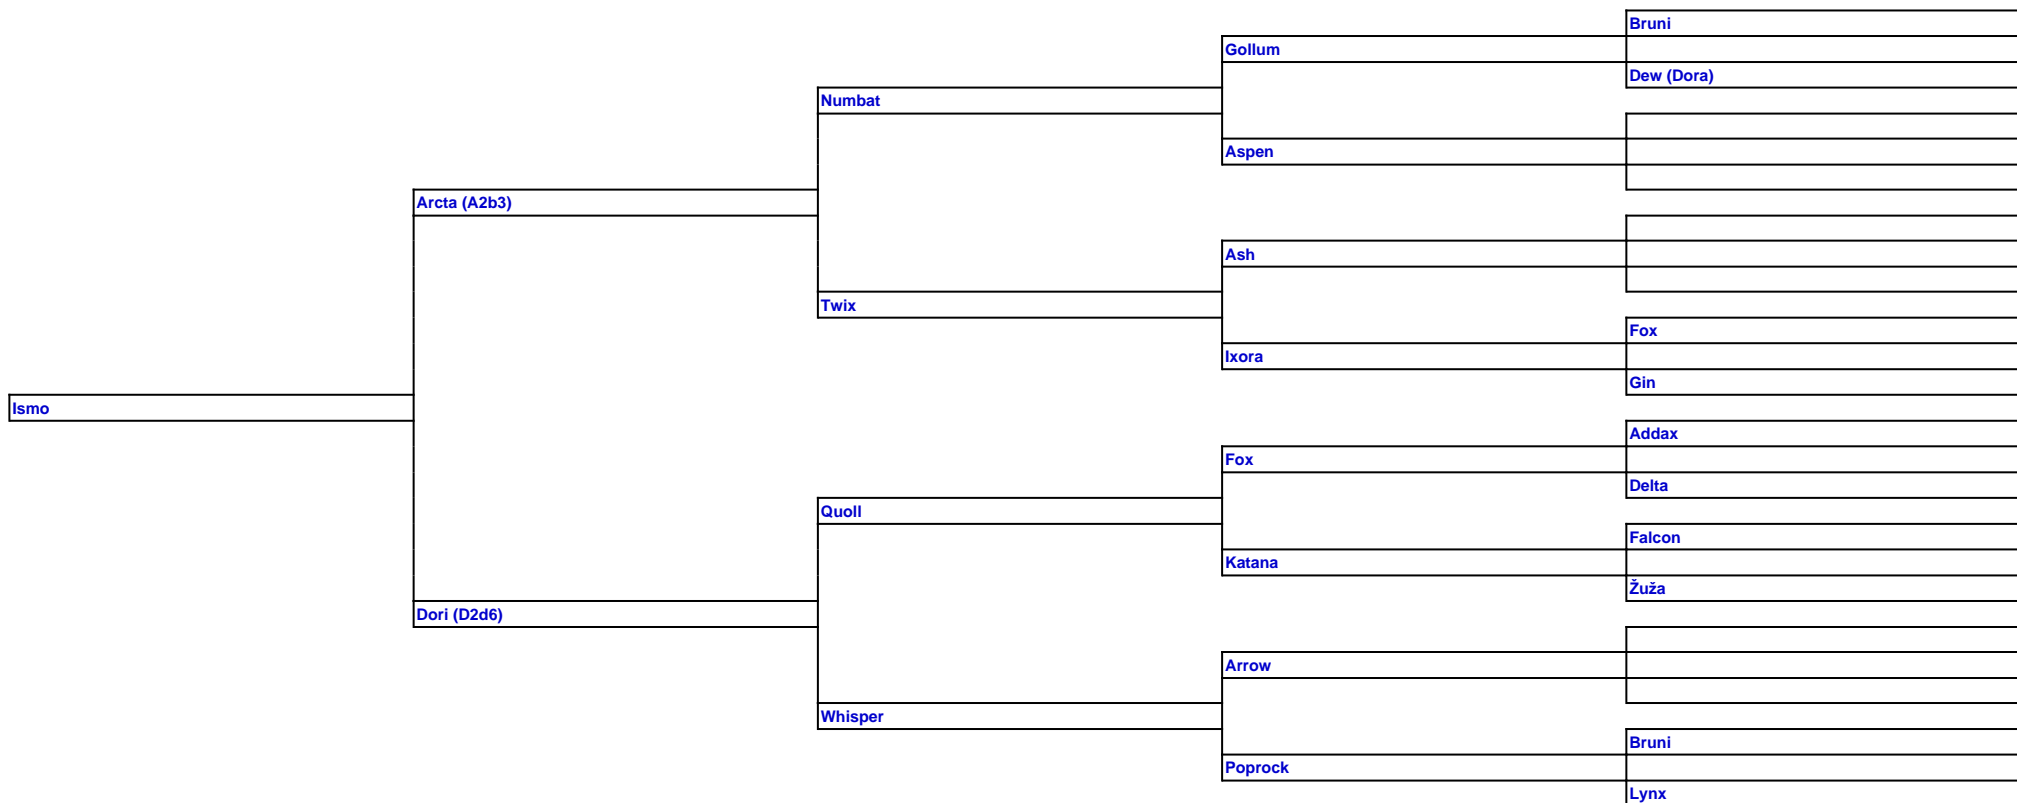 Bruni
Gollum
Dew (Dora)
Numbat
Aspen
Arcta (A2b3)
Ash
Twix
Fox
Ixora
Gin
Ismo
Addax
Fox
Delta
Quoll
Falcon
Katana
Žuža
Dori (D2d6)
Arrow
Whisper
Bruni
Poprock
Lynx